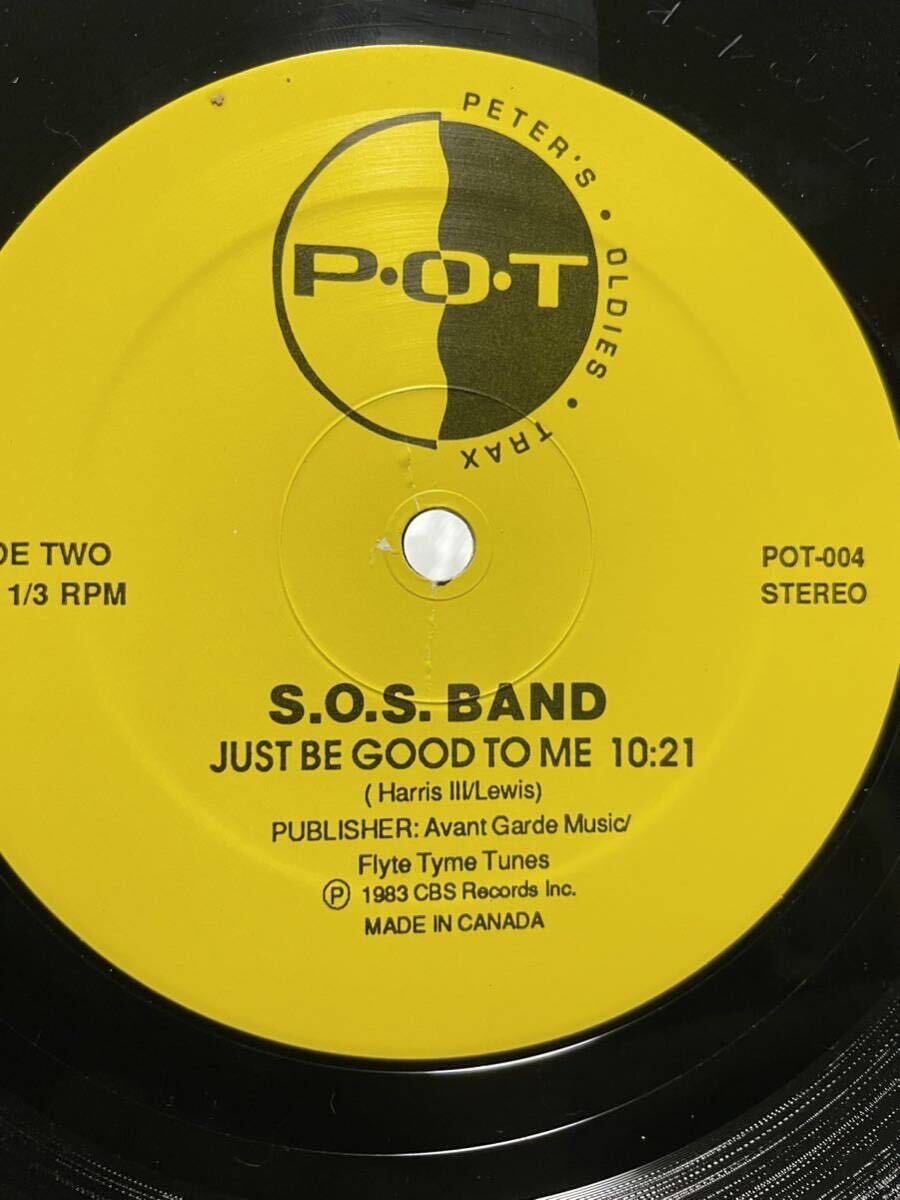 PETER'S • OLDIES • TRAX
P•O•T
DE TWO
1/3 RPM
POT-004
STEREO
S.O.S. BAND
JUST BE GOOD TO ME 10:21
( Harris III/Lewis)
PUBLISHER: Avant Garde Music/
Flyte Tyme Tunes
Ⓟ 1983 CBS Records Inc.
MADE IN CANADA